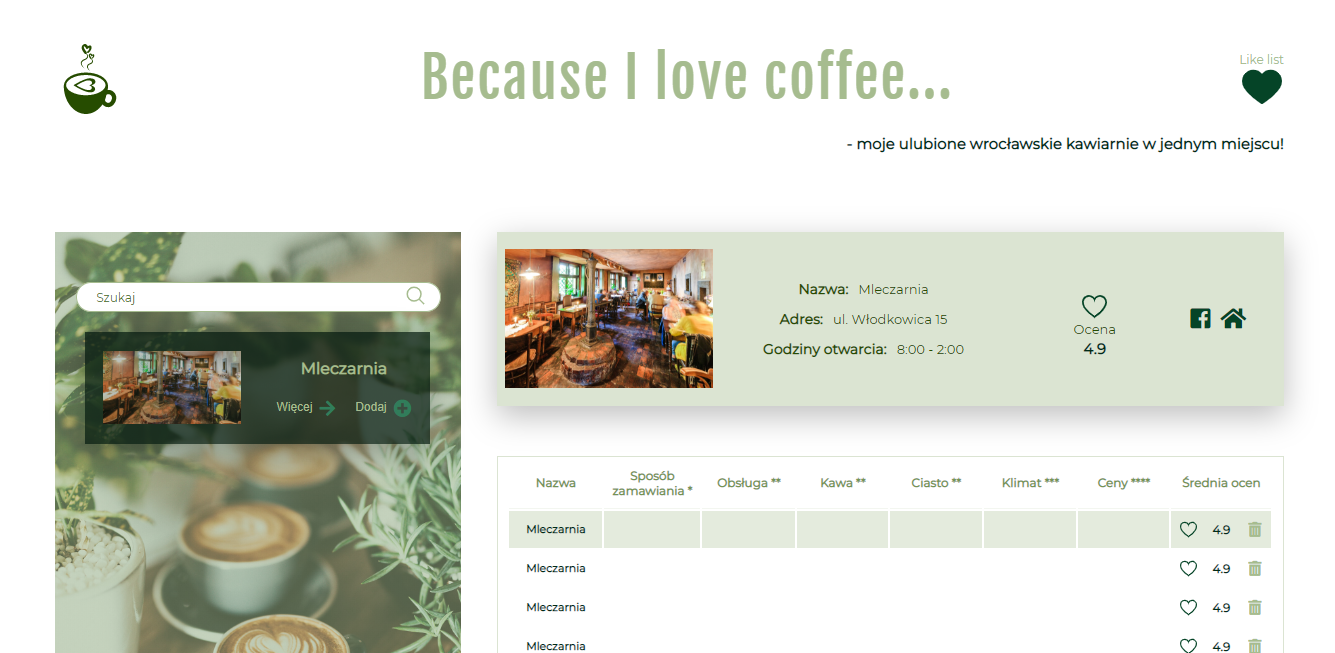 Because I love coffee...
Like list
- moje ulubione wrocławskie kawiarnie w jednym miejscu!
Szukaj
Mleczarnia
Więcej Dodaj
Nazwa: Mleczarnia
Adres: ul. Włodkowica 15
Godziny otwarcia: 8:00 - 2:00
Ocena
4.9
Nazwa Sposób zamawiania * Obsługa ** Kawa ** Ciasto ** Klimat *** Ceny **** Średnia ocen
Mleczarnia 4.9
Mleczarnia 4.9
Mleczarnia 4.9
Mleczarnia 4.9